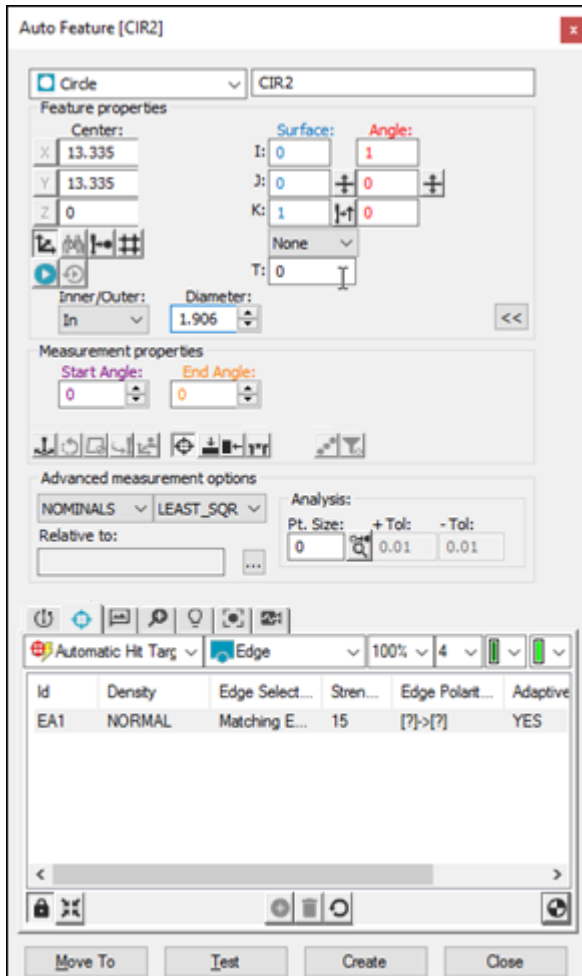 Auto Feature [CIR2]
x
Circle CIR2
Feature properties
Center: Surface: Angle:
X 13.335 I: 0 1
Y 13.335 J: 0 0
Z 0 K: 1 0
None
T: 0
Inner/Outer: Diameter:
In 1.906 <<
Measurement properties
Start Angle: End Angle:
0 0
Advanced measurement options
NOMINALS LEAST_SQR
Analysis:
Pt. Size: + Tol: - Tol:
0 0.01 0.01
Relative to:
...
Automatic Hit Targ Edge 100% 4
Id Density Edge Select... Stren... Edge Polarit... Adaptive
EA1 NORMAL Matching E... 15 [?]->[?] YES
< >
Move To Test Create Close